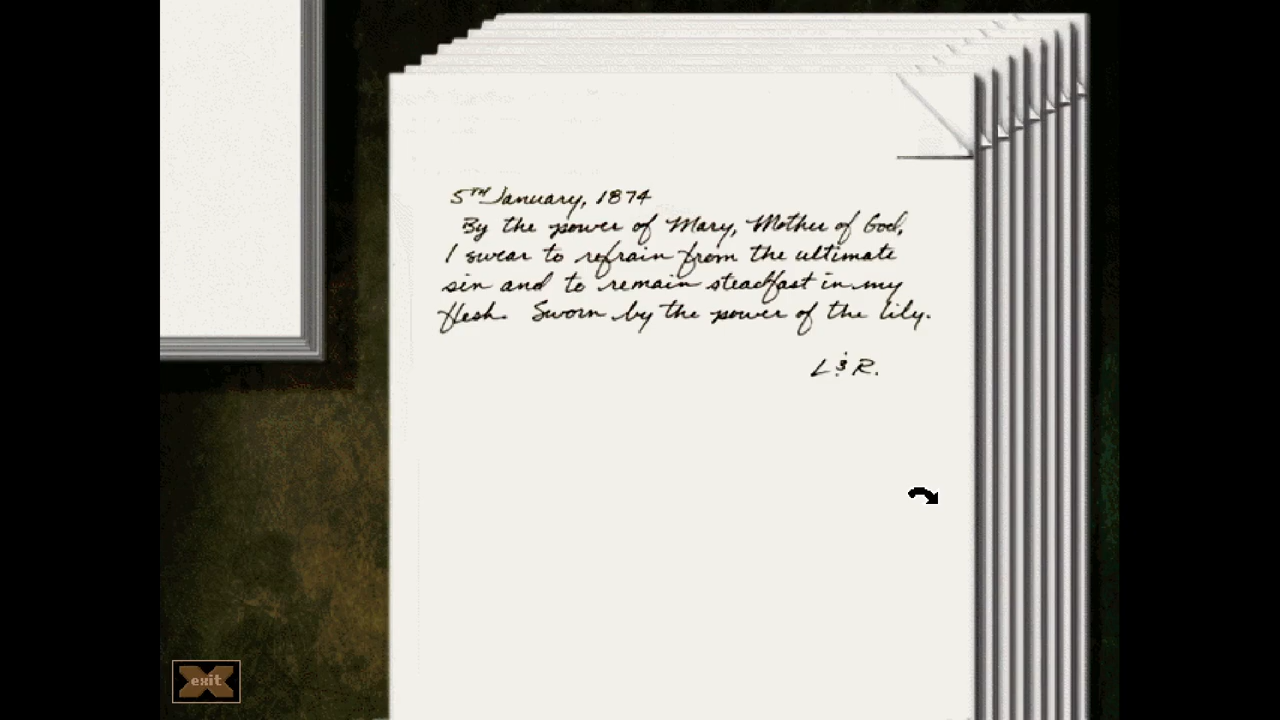 5TH January, 1874
By the power of Mary, Mother of God,
I swear to refrain from the ultimate
sin and to remain steadfast in my
flesh. Sworn by the power of the lily.
L & R.
exit